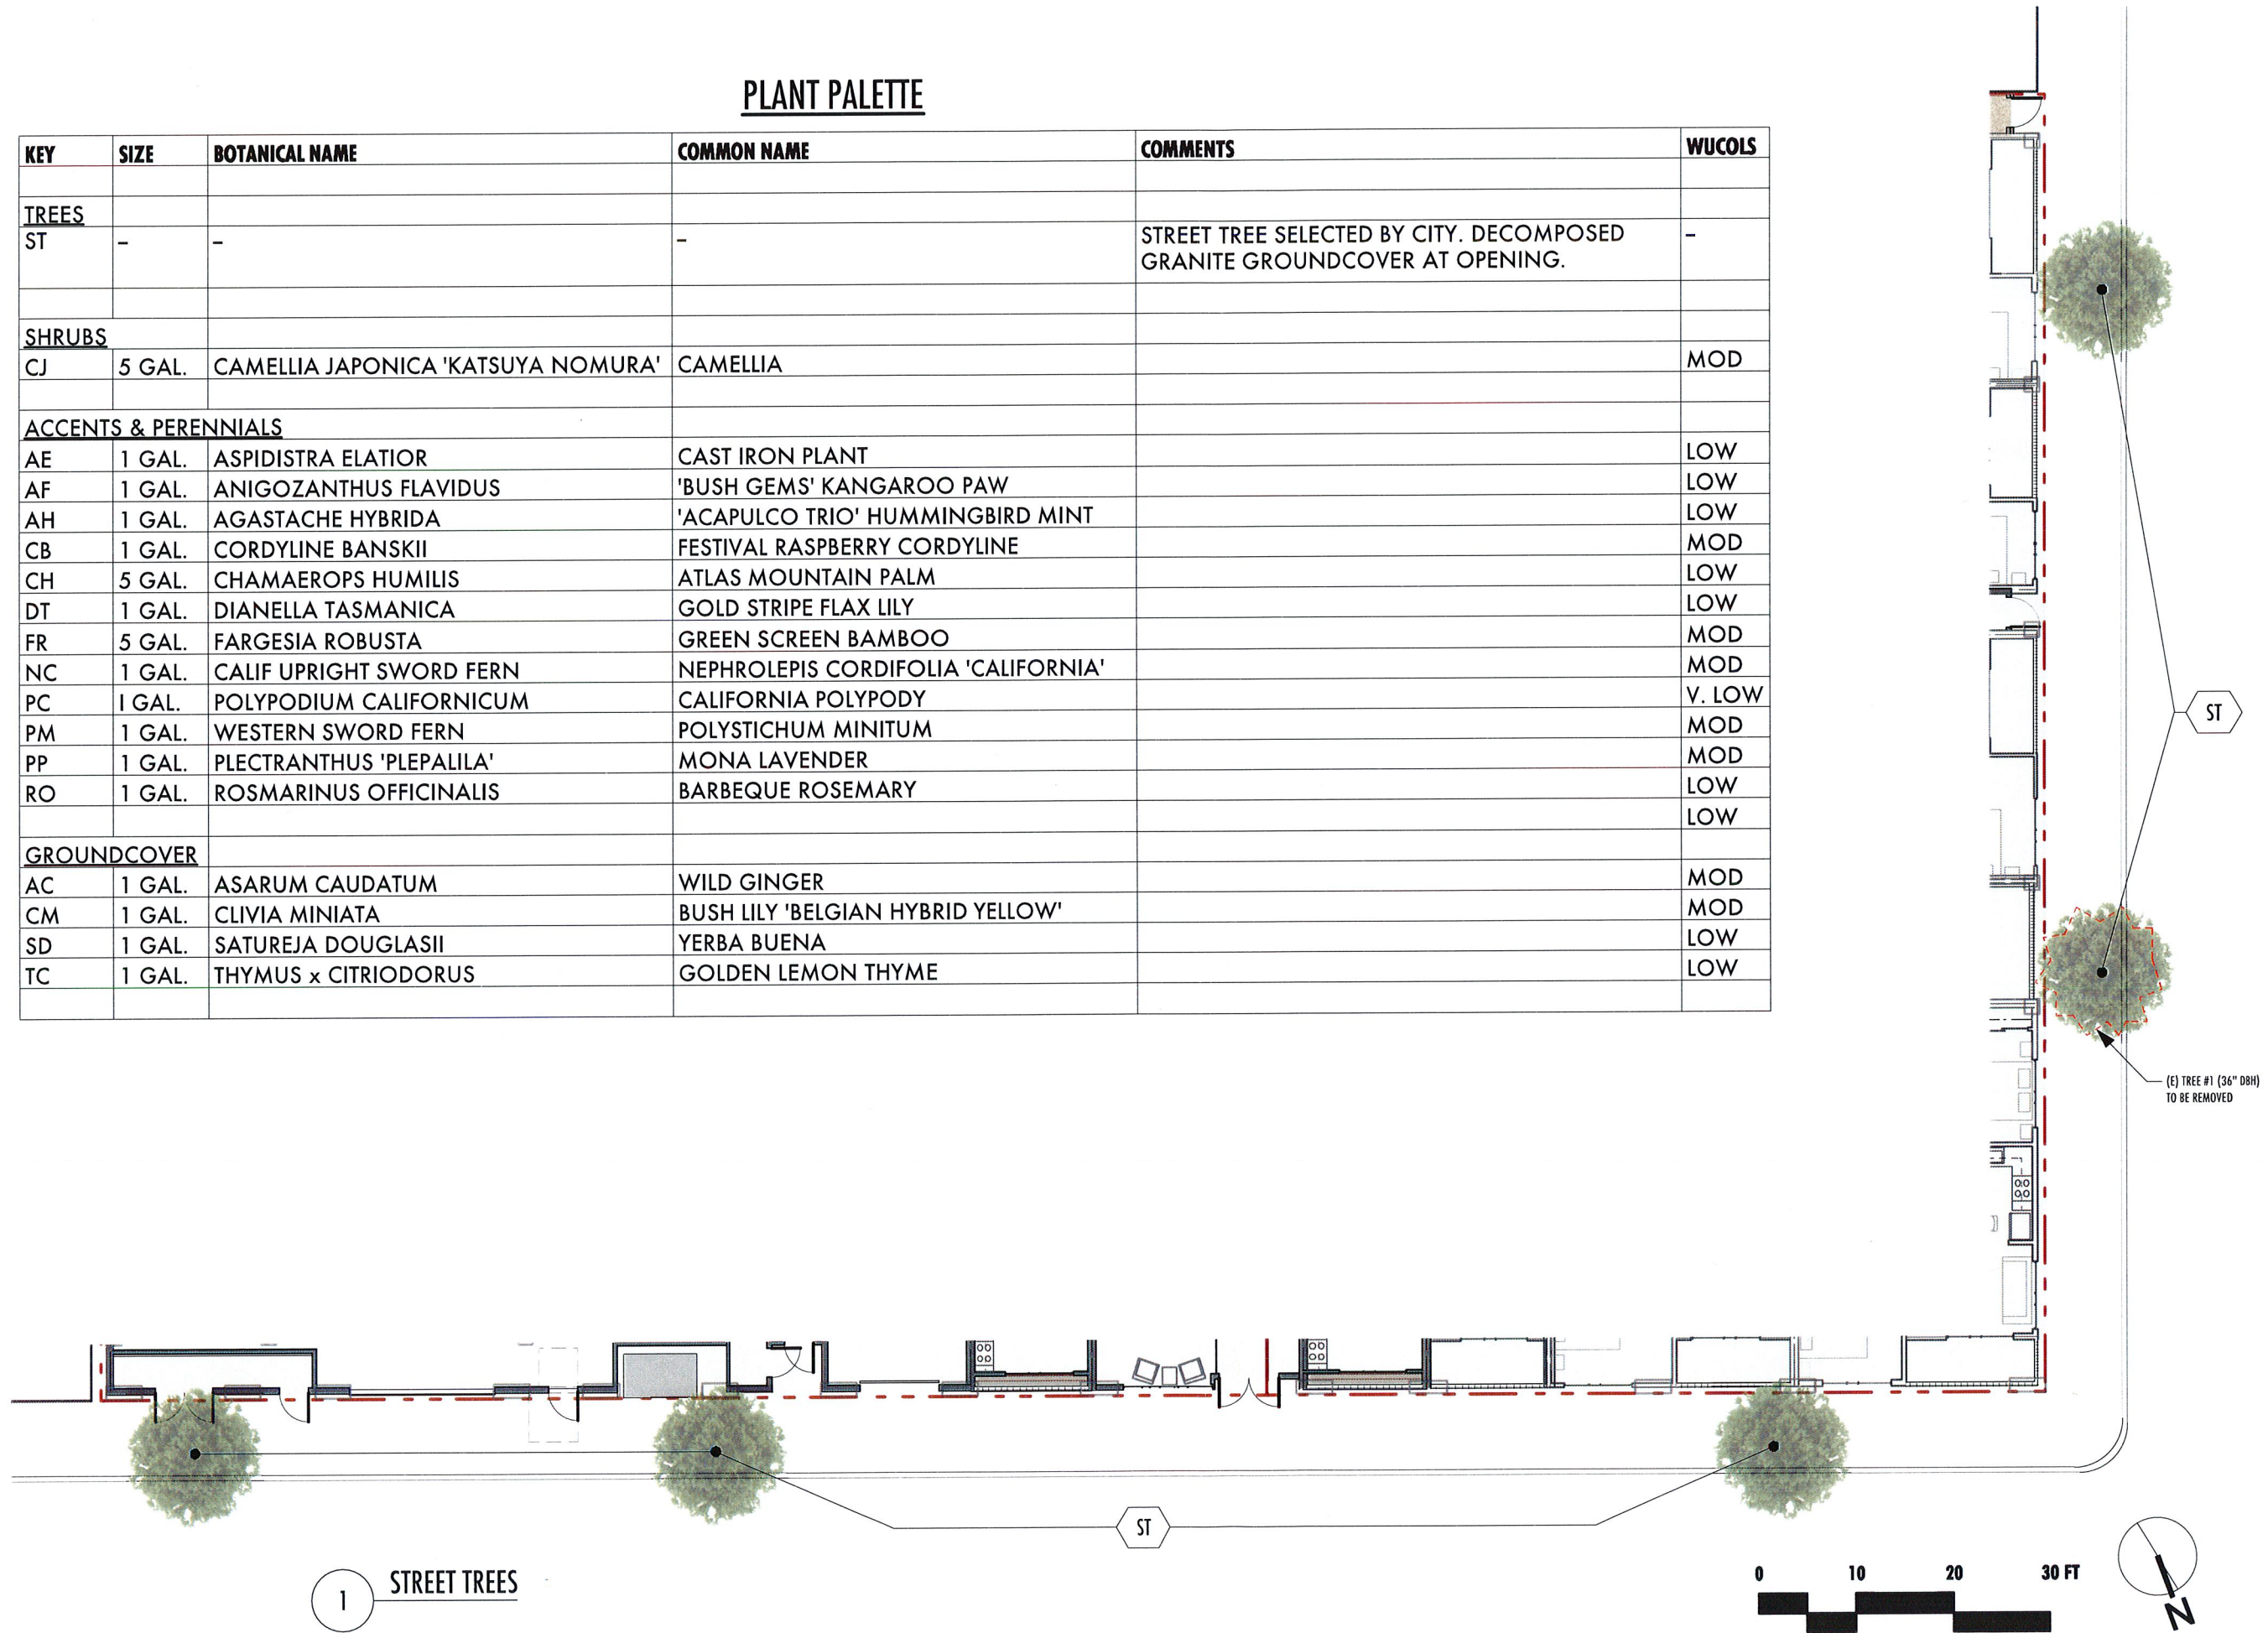 PLANT PALETTE
KEY SIZE BOTANICAL NAME COMMON NAME COMMENTS WUCOLS
TREES
ST – – – STREET TREE SELECTED BY CITY. DECOMPOSED –
GRANITE GROUNDCOVER AT OPENING.
SHRUBS
CJ 5 GAL. CAMELLIA JAPONICA 'KATSUYA NOMURA' CAMELLIA MOD
ACCENTS & PERENNIALS
AE 1 GAL. ASPIDISTRA ELATIOR CAST IRON PLANT LOW
AF 1 GAL. ANIGOZANTHUS FLAVIDUS 'BUSH GEMS' KANGAROO PAW LOW
AH 1 GAL. AGASTACHE HYBRIDA 'ACAPULCO TRIO' HUMMINGBIRD MINT LOW
CB 1 GAL. CORDYLINE BANSKII FESTIVAL RASPBERRY CORDYLINE MOD
CH 5 GAL. CHAMAEROPS HUMILIS ATLAS MOUNTAIN PALM LOW
DT 1 GAL. DIANELLA TASMANICA GOLD STRIPE FLAX LILY LOW
FR 5 GAL. FARGESIA ROBUSTA GREEN SCREEN BAMBOO MOD
NC 1 GAL. CALIF UPRIGHT SWORD FERN NEPHROLEPIS CORDIFOLIA 'CALIFORNIA' MOD
PC I GAL. POLYPODIUM CALIFORNICUM CALIFORNIA POLYPODY V. LOW
PM 1 GAL. WESTERN SWORD FERN POLYSTICHUM MINITUM MOD
PP 1 GAL. PLECTRANTHUS 'PLEPALILA' MONA LAVENDER MOD
RO 1 GAL. ROSMARINUS OFFICINALIS BARBEQUE ROSEMARY LOW
LOW
GROUNDCOVER
AC 1 GAL. ASARUM CAUDATUM WILD GINGER MOD
CM 1 GAL. CLIVIA MINIATA BUSH LILY 'BELGIAN HYBRID YELLOW' MOD
SD 1 GAL. SATUREJA DOUGLASII YERBA BUENA LOW
TC 1 GAL. THYMUS x CITRIODORUS GOLDEN LEMON THYME LOW
ST
(E) TREE #1 (36" DBH)
TO BE REMOVED
ST
1 STREET TREES
0 10 20 30 FT
N